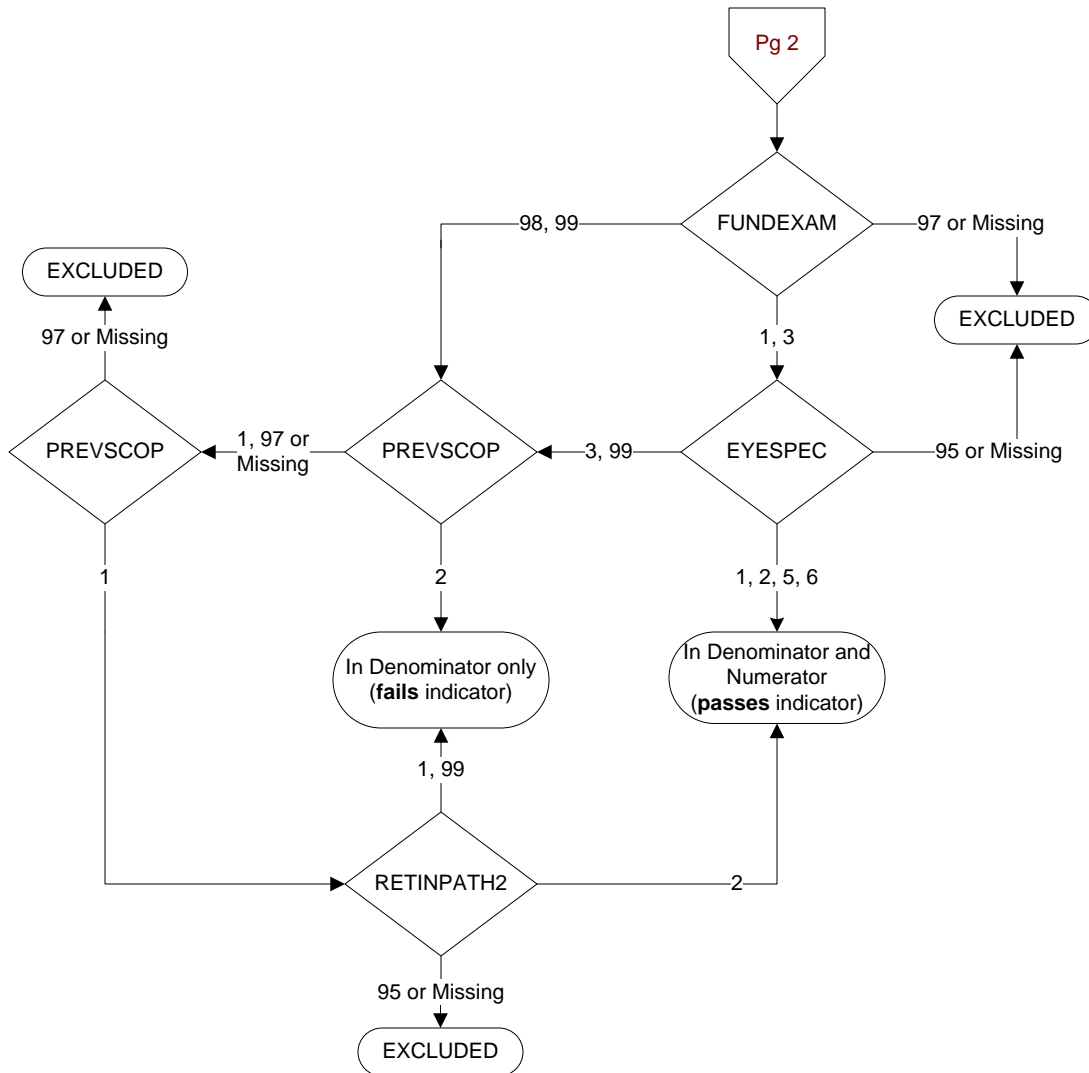 Pg 2
FUNDEXAM
98, 99
97 or Missing
EXCLUDED
EXCLUDED
97 or Missing
1, 3
PREVSCOP
1, 97 or
Missing
PREVSCOP
3, 99
EYESPEC
95 or Missing
1
2
1, 2, 5, 6
In Denominator only
(fails indicator)
In Denominator and
Numerator
(passes indicator)
1, 99
RETINPATH2
2
95 or Missing
EXCLUDED